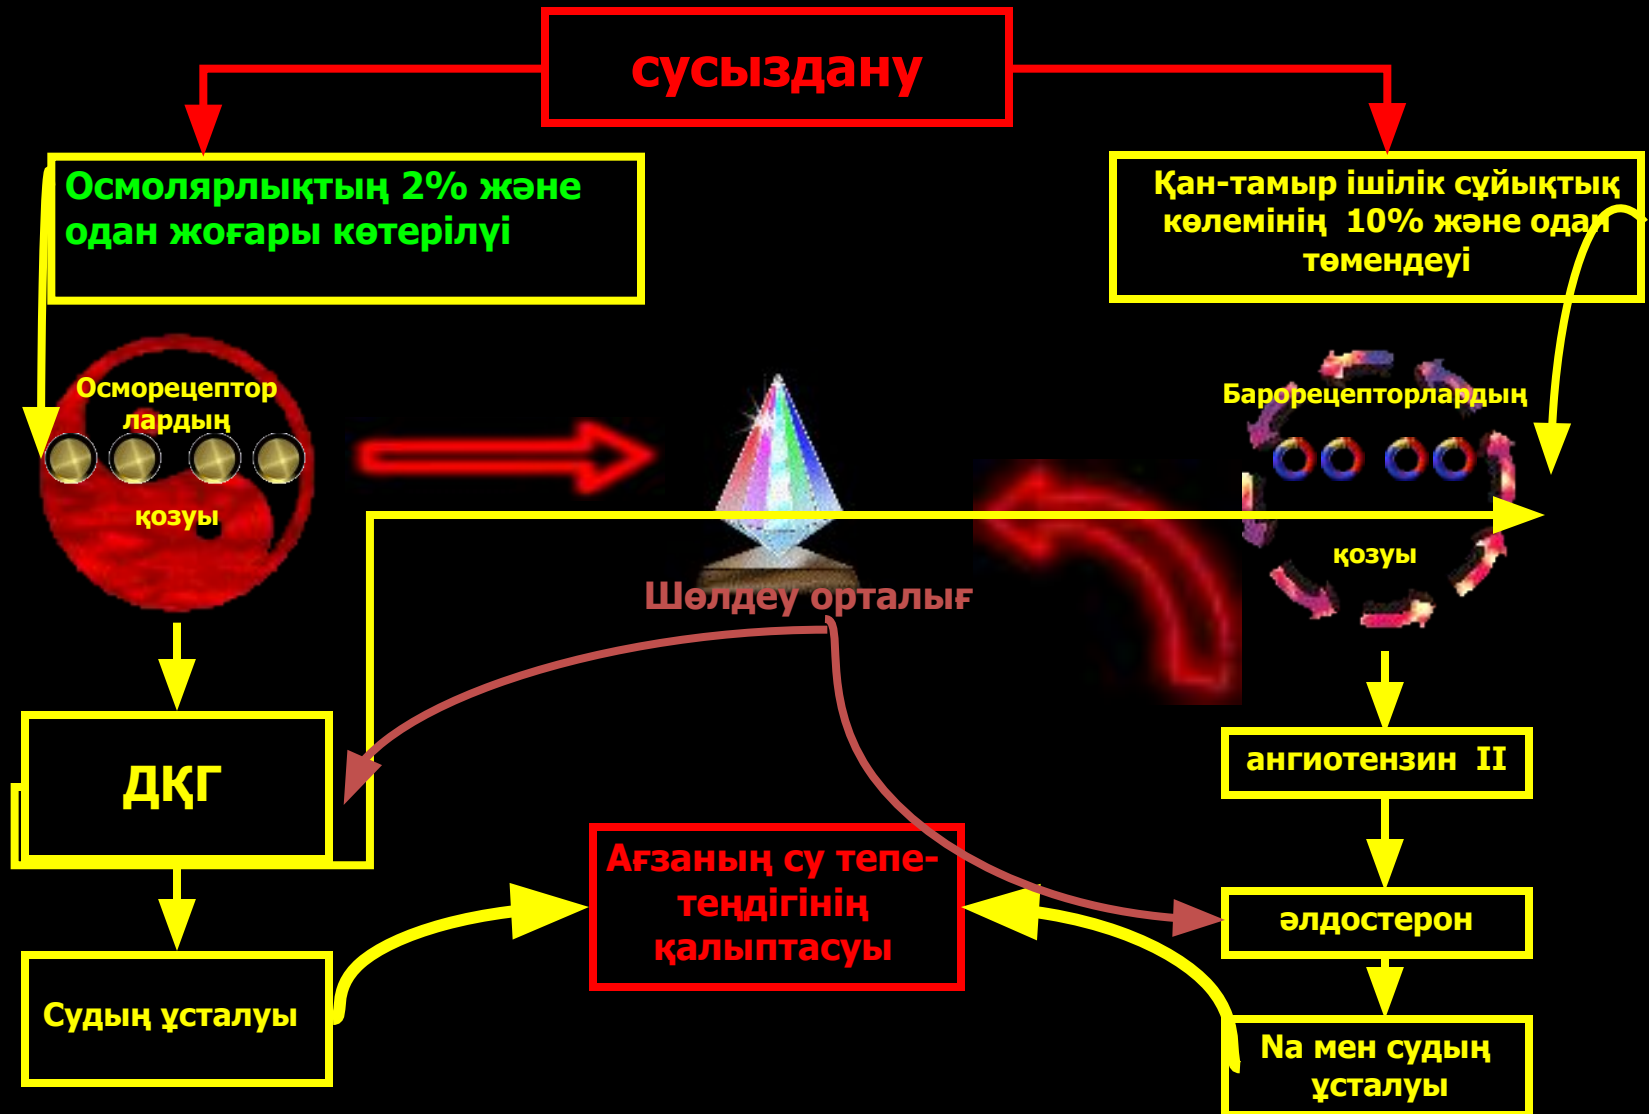 сусыздану
Осмолярлықтың 2% және
одан жоғары көтерілуі
Қан-тамыр ішілік сұйықтық
көлемінің 10% және одан
төмендеуі
Осморецептор
лардың
қозуы
Барорецепторлардың
қозуы
Шөлдеу орталығ
ДҚГ
ангиотензин II
Ағзаның су тепе-
теңдігінің
қалыптасуы
әлдостерон
Судың ұсталуы
Na мен судың
ұсталуы